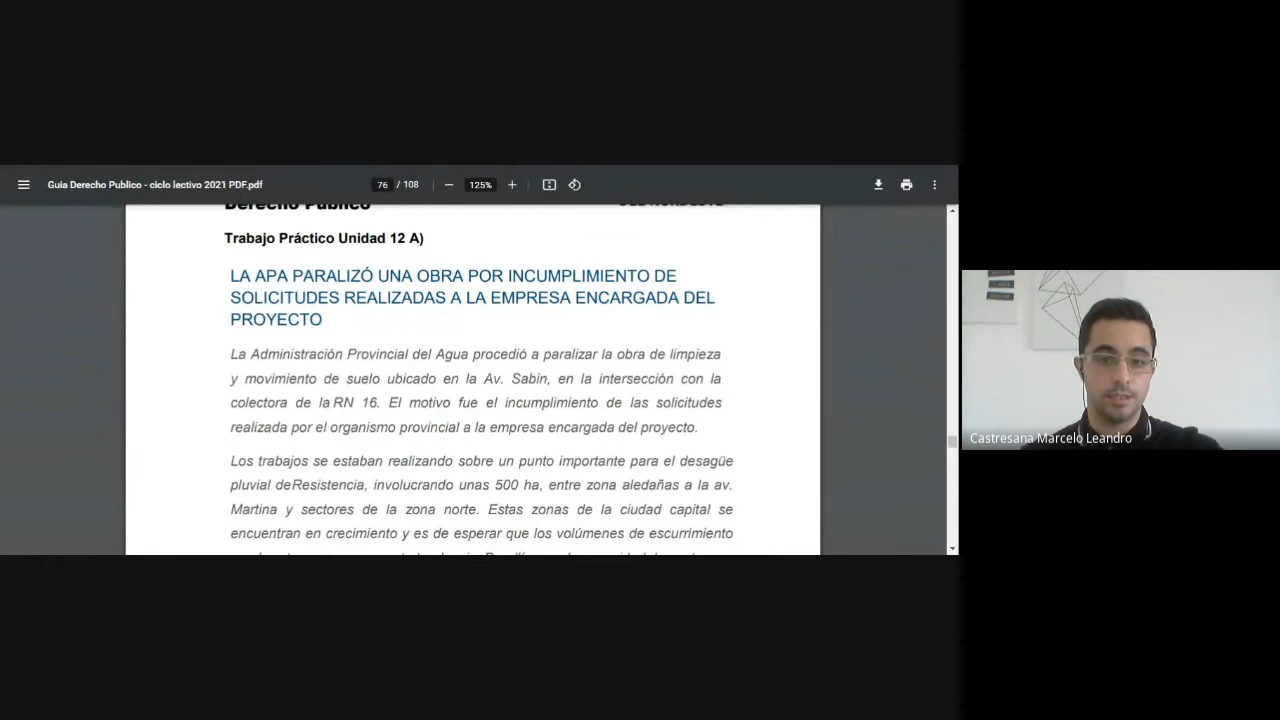 Guia Derecho Publico - ciclo lectivo 2021 PDF.pdf
76 / 108
125%
Derecho Publico
Trabajo Práctico Unidad 12 A)
LA APA PARALIZÓ UNA OBRA POR INCUMPLIMIENTO DE
SOLICITUDES REALIZADAS A LA EMPRESA ENCARGADA DEL
PROYECTO
La Administración Provincial del Agua procedió a paralizar la obra de limpieza
y movimiento de suelo ubicado en la Av. Sabin, en la intersección con la
colectora de la RN 16. El motivo fue el incumplimiento de las solicitudes
realizada por el organismo provincial a la empresa encargada del proyecto.
Los trabajos se estaban realizando sobre un punto importante para el desagüe
pluvial deResistencia, involucrando unas 500 ha, entre zona aledañas a la av.
Martina y sectores de la zona norte. Estas zonas de la ciudad capital se
encuentran en crecimiento y es de esperar que los volúmenes de escurrimiento
Castresana Marcelo Leandro